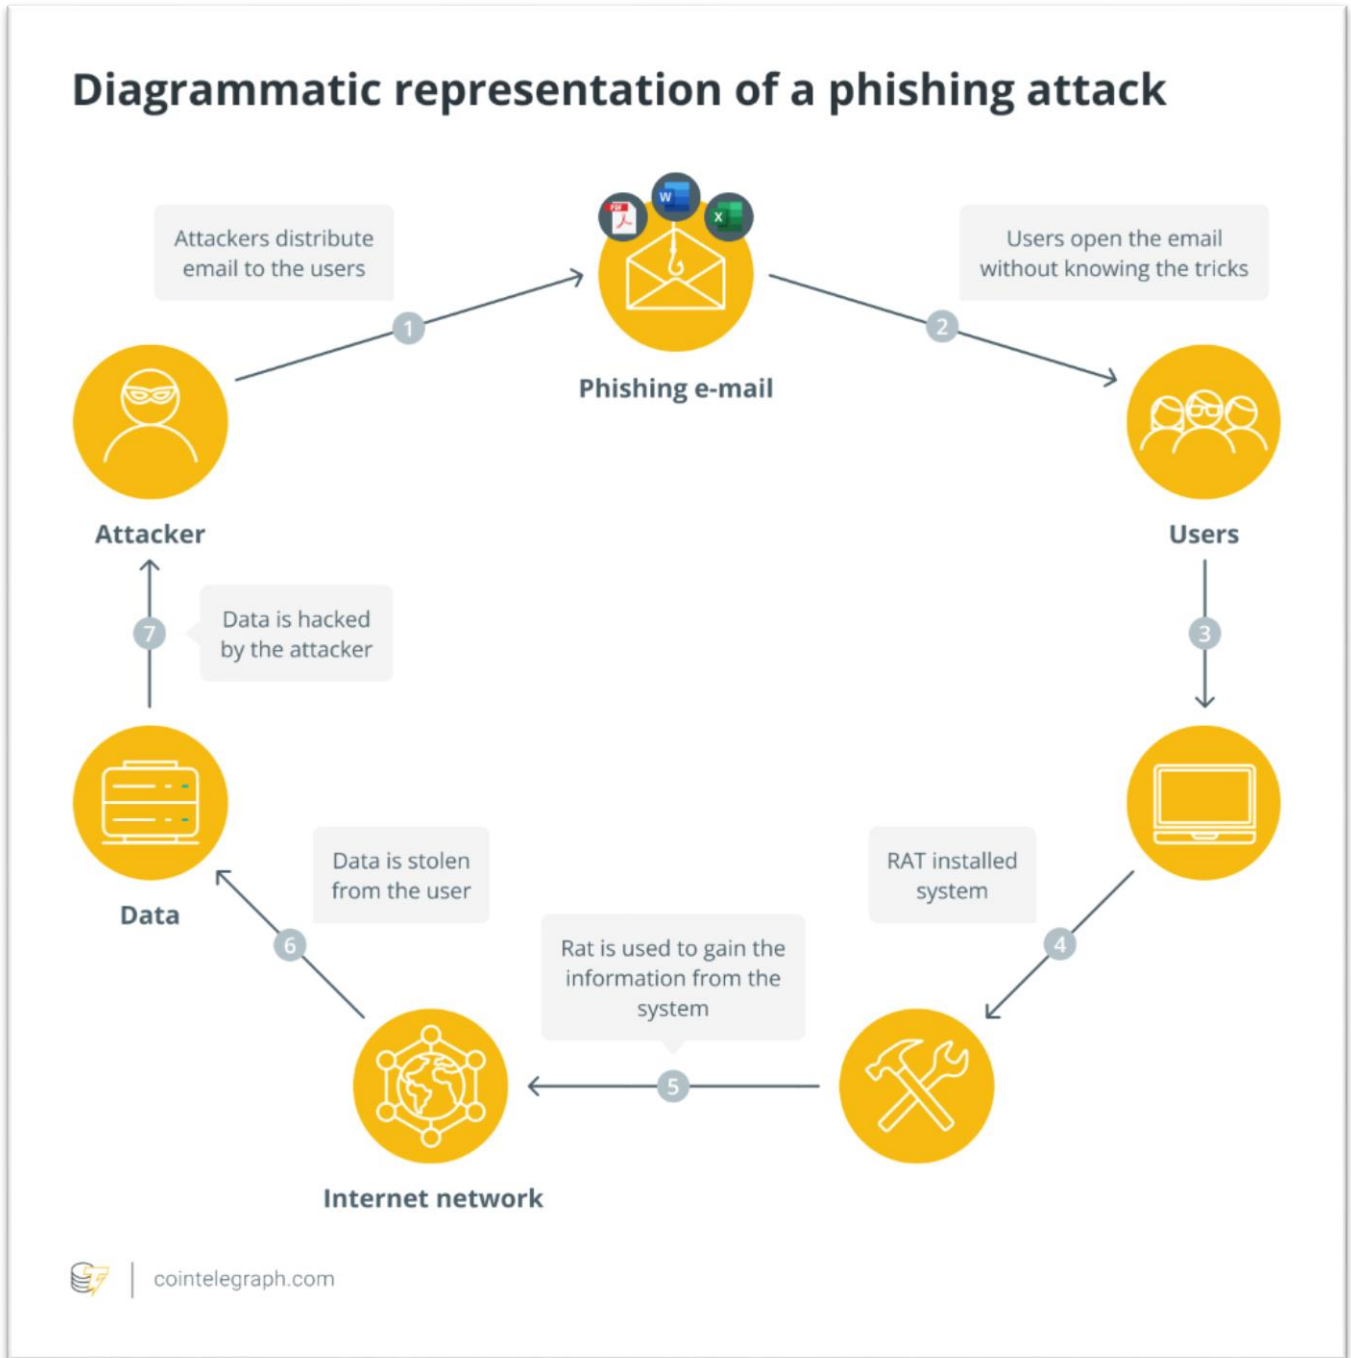 Diagrammatic representation of a phishing attack
PDF
W
X
Attackers distribute
email to the users
Users open the email
without knowing the tricks
1
2
Phishing e-mail
Attacker
Users
7
Data is hacked
by the attacker
3
Data is stolen
from the user
RAT installed
system
Data
6
Rat is used to gain the
information from the
system
4
5
Internet network
cointelegraph.com